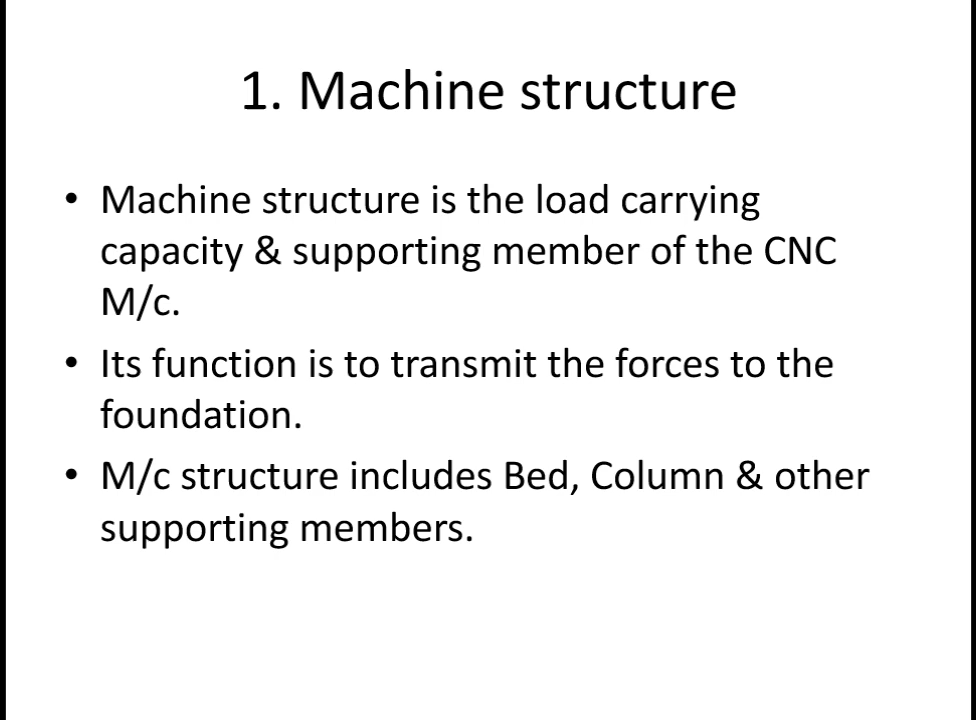 1. Machine structure
• Machine structure is the load carrying
capacity & supporting member of the CNC
M/c.
• Its function is to transmit the forces to the
foundation.
• M/c structure includes Bed, Column & other
supporting members.